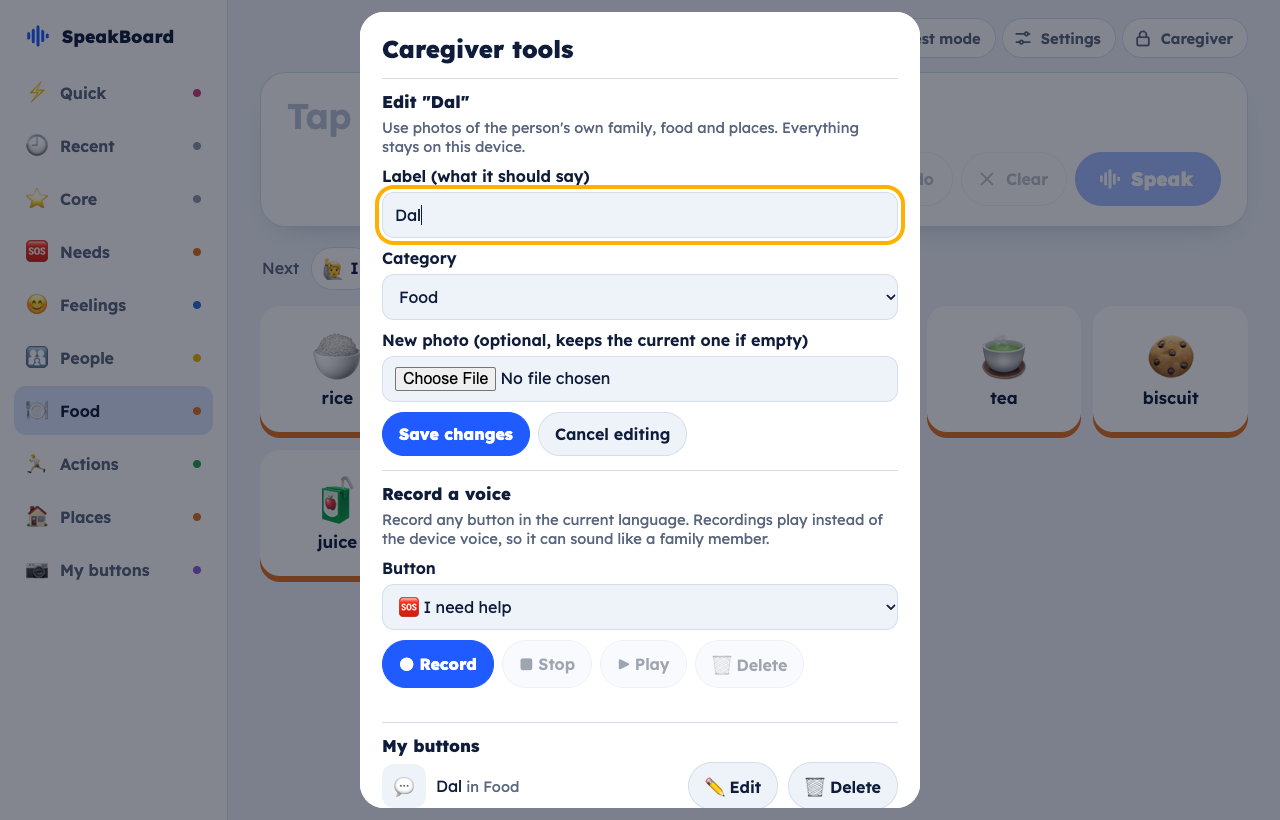 SpeakBoard
Quick
Recent
Core
Needs
Feelings
People
Food
Actions
Places
My buttons
mode
Settings
Caregiver
Tap
Clear
Speak
Next
I
rice
tea
biscuit
juice
Caregiver tools
Edit "Dal"
Use photos of the person's own family, food and places. Everything
stays on this device.
Label (what it should say)
Dal
Category
Food
New photo (optional, keeps the current one if empty)
Choose File No file chosen
Save changes
Cancel editing
Record a voice
Record any button in the current language. Recordings play instead of
the device voice, so it can sound like a family member.
Button
SOS I need help
Record
Stop
Play
Delete
My buttons
Dal in Food
Edit
Delete